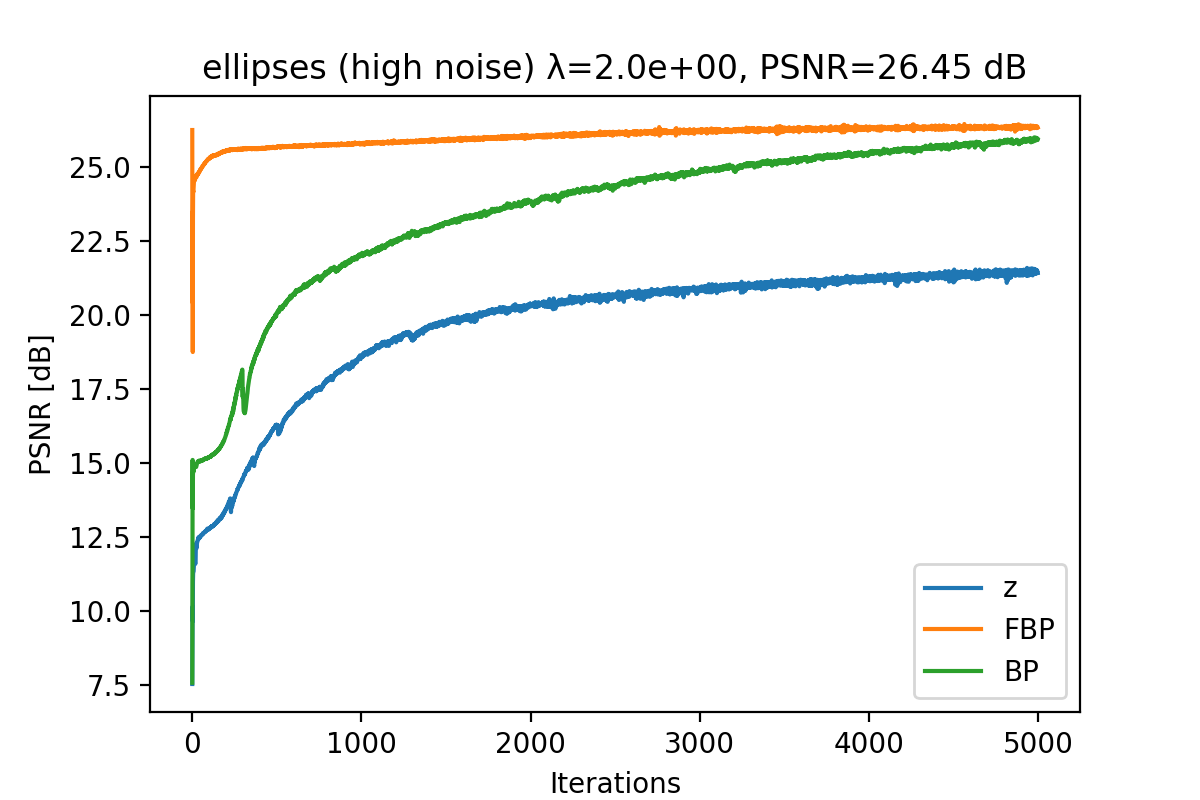 ellipses (high noise) λ=2.0e+00, PSNR=26.45 dB
PSNR [dB]
25.0
22.5
20.0
17.5
15.0
12.5
10.0
7.5
z
FBP
BP
0 1000 2000 3000 4000 5000
Iterations